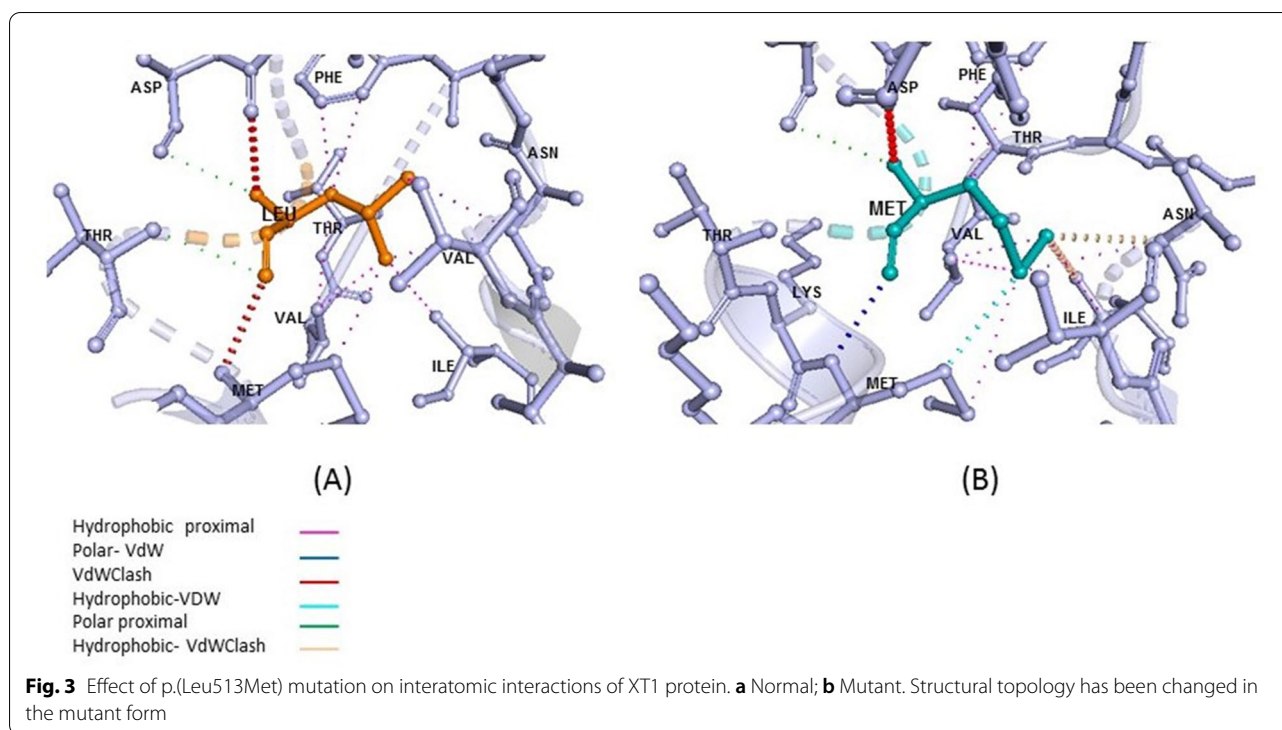 PHE
ASP
ASN
LEU
THR
THR
VAL
VAL
MET
ILE
(A)
PHE
ASP
THR
MET
ASN
THR
VAL
LYS
ILE
MET
(B)
Hydrophobic proximal
Polar- VdW
VdWClash
Hydrophobic-VDW
Polar proximal
Hydrophobic- VdWClash
Fig. 3 Effect of p.(Leu513Met) mutation on interatomic interactions of XT1 protein. a Normal; b Mutant. Structural topology has been changed in
the mutant form